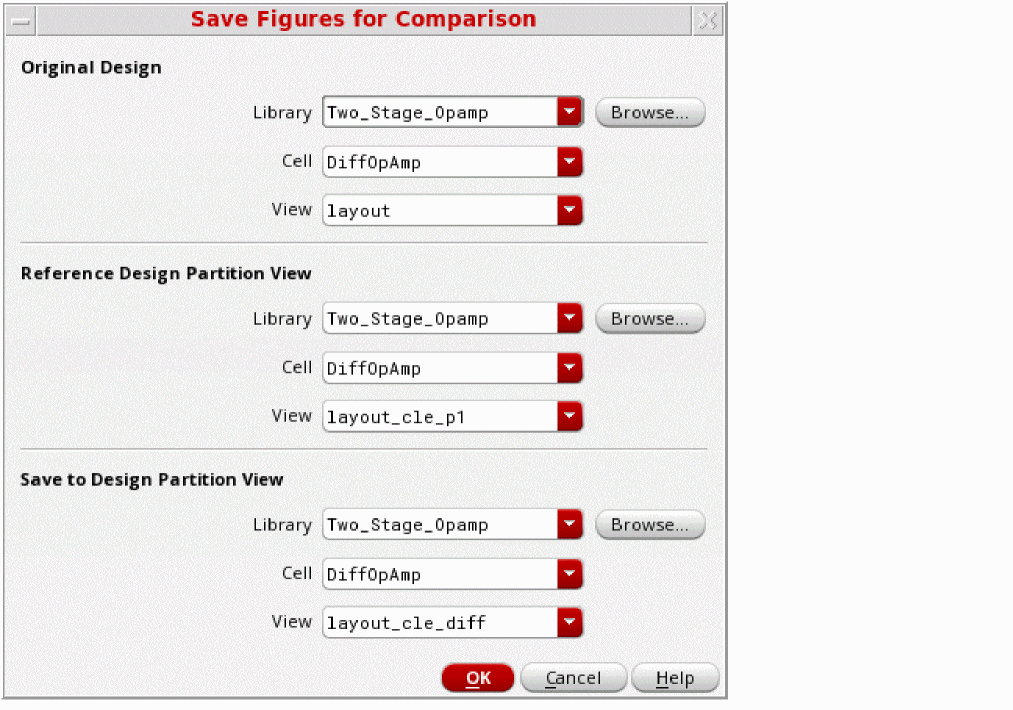 Save Figures for Comparison
Original Design
Library Two_Stage_Opamp Browse...
Cell DiffOpAmp
View layout
Reference Design Partition View
Library Two_Stage_Opamp Browse...
Cell DiffOpAmp
View layout_cle_p1
Save to Design Partition View
Library Two_Stage_Opamp Browse...
Cell DiffOpAmp
View layout_cle_diff
OK Cancel Help